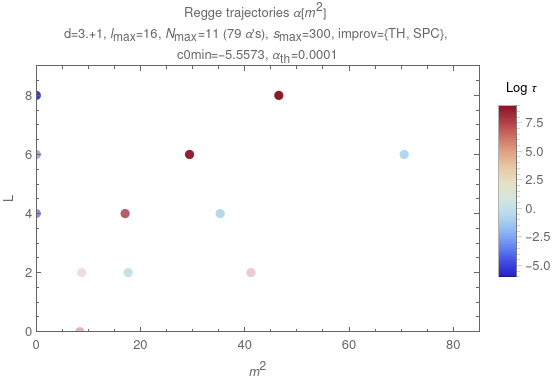 Regge trajectories α[m²]
d=3.+1, lmax=16, Nmax=11 (79 α's), smax=300, improv={TH, SPC},
c0min=−5.5573, αth=0.0001
Log τ
7.5
5.0
2.5
0.
−2.5
−5.0
L
8
6
4
2
0
0 20 40 60 80
m²